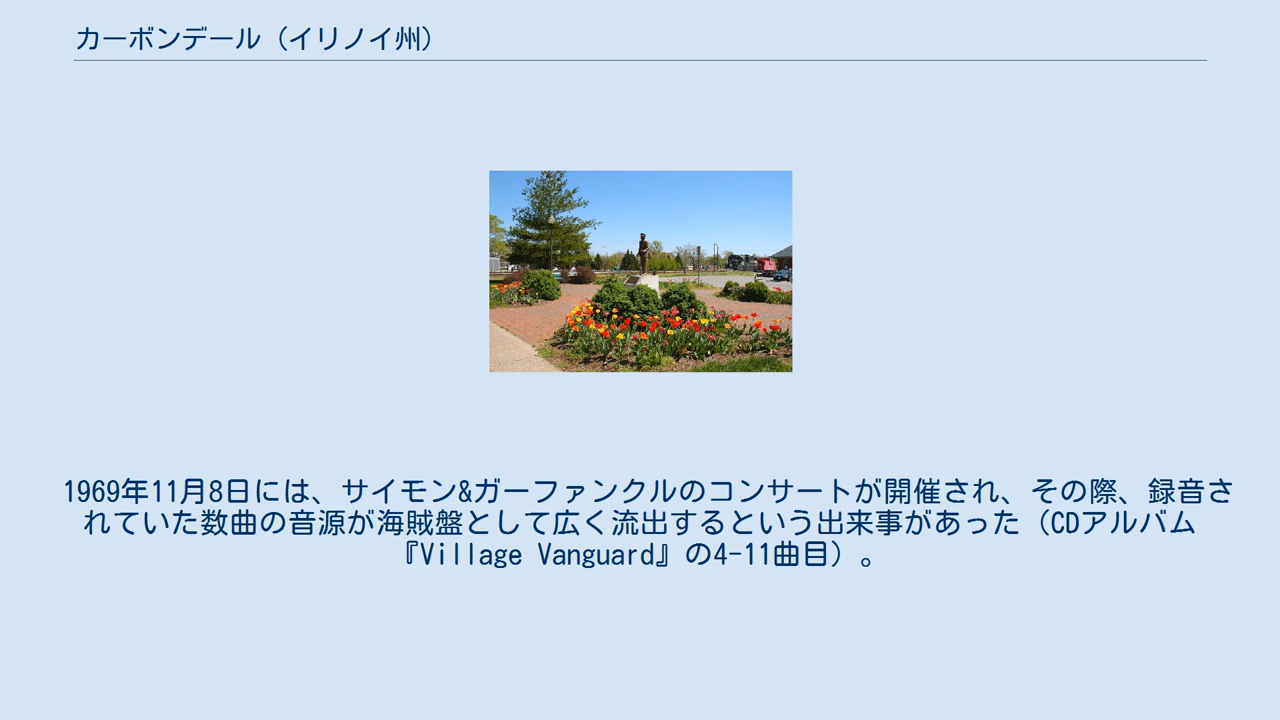 カーボンデール（イリノイ州）
1969年11月8日には、サイモン&ガーファンクルのコンサートが開催され、その際、録音さ
れていた数曲の音源が海賊盤として広く流出するという出来事があった（CDアルバム
『Village Vanguard』の4-11曲目）。